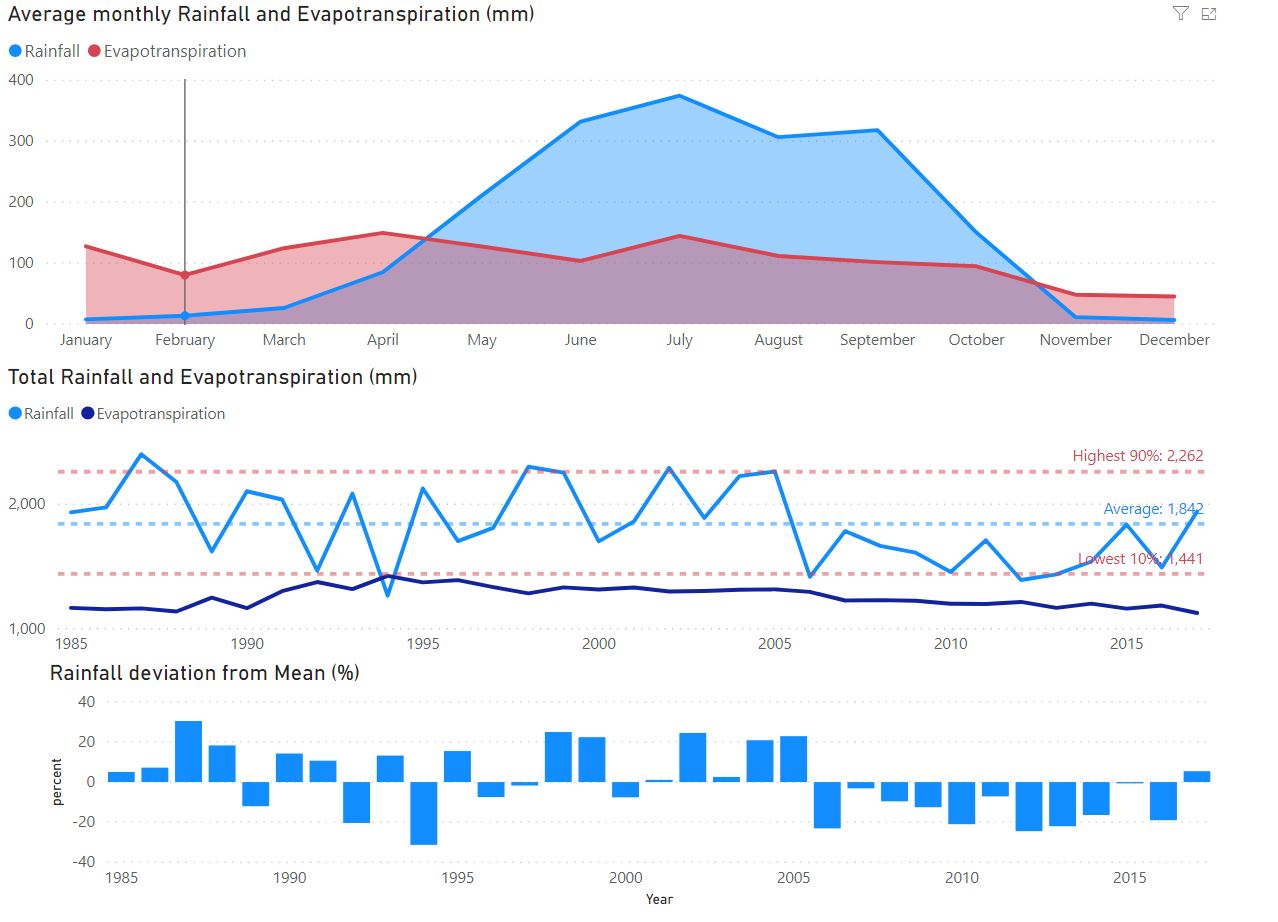 Average monthly Rainfall and Evapotranspiration (mm)
Rainfall Evapotranspiration
400
300
200
100
0
January February March April May June July August September October November December
Total Rainfall and Evapotranspiration (mm)
Rainfall Evapotranspiration
Highest 90%: 2,262
2,000
Average: 1,842
Lowest 10%: 1,441
1,000
1985 1990 1995 2000 2005 2010 2015
Rainfall deviation from Mean (%)
40
20
0
percent
-20
-40
1985 1990 1995 2000 2005 2010 2015
Year